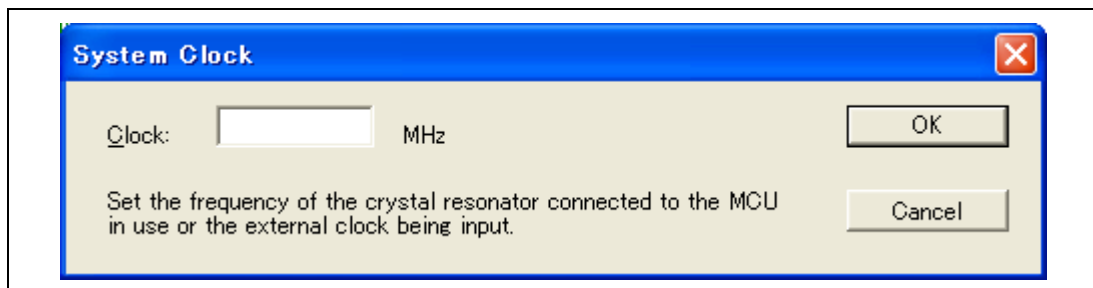 System Clock
Clock: MHz OK
Set the frequency of the crystal resonator connected to the MCU
in use or the external clock being input.
Cancel